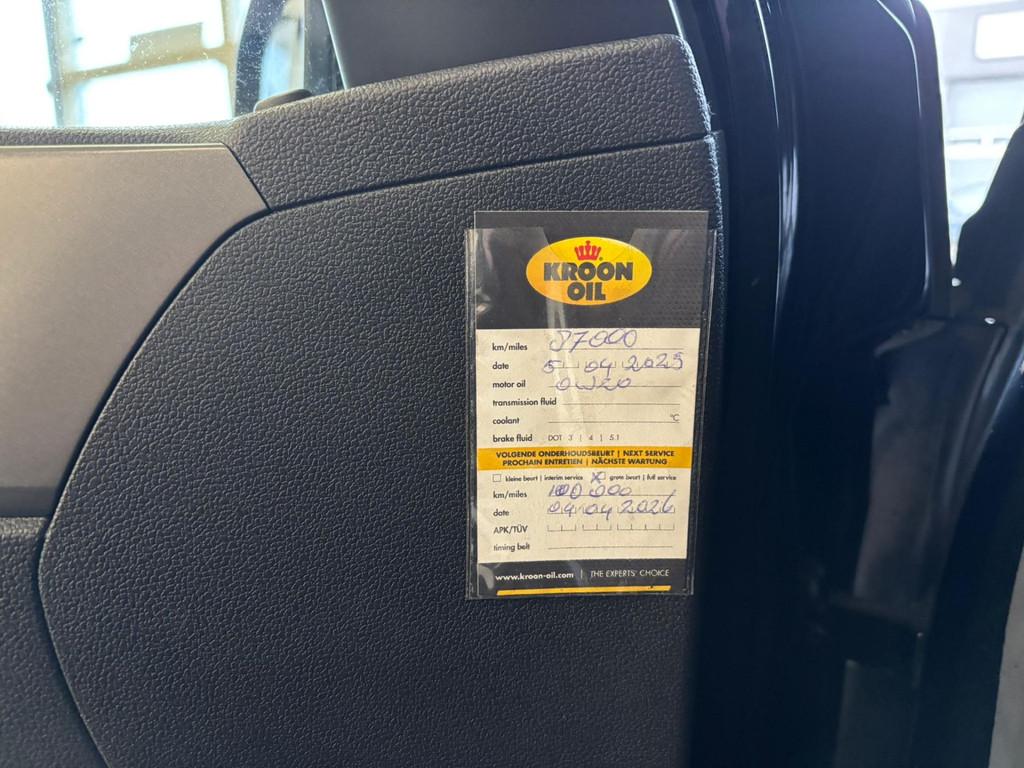 KROON
OIL
km/miles 87000
date 5 04 2025
motor oil 0W20
transmission fluid
coolant °C
brake fluid DOT 3 | 4 | 5.1
VOLGENDE ONDERHOUDSBEURT | NEXT SERVICE
PROCHAIN ENTRETIEN | NÄCHSTE WARTUNG
kleine beurt | interim service X grote beurt | full service
km/miles 100 000
date 04 04 2026
APK/TÜV
timing belt
www.kroon-oil.com | THE EXPERTS' CHOICE